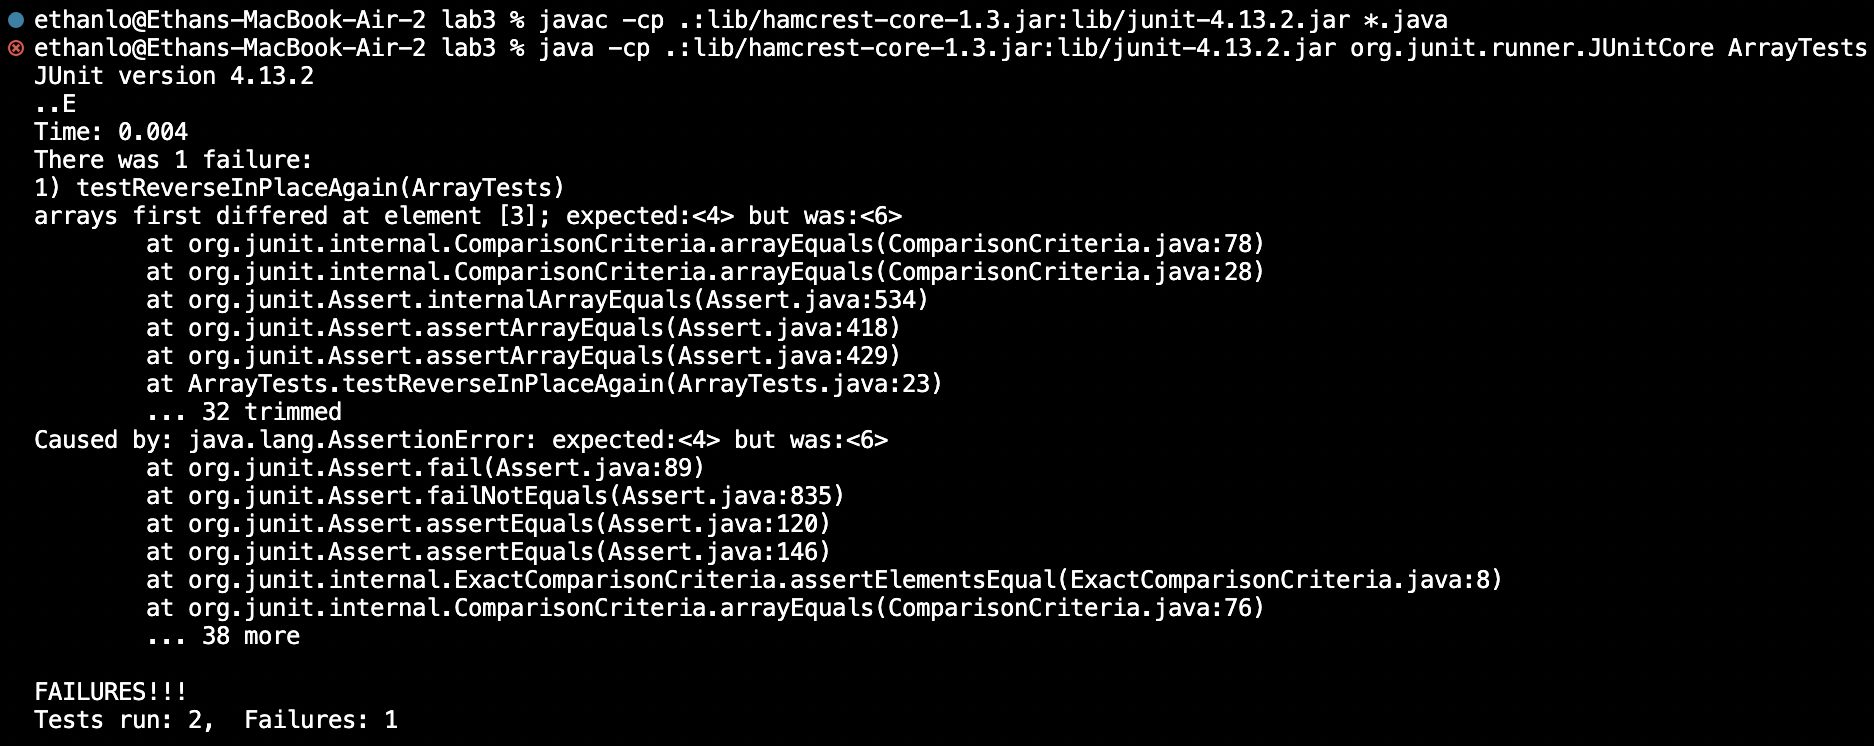 ethanlo@Ethans-MacBook-Air-2 lab3 % javac -cp .:lib/hamcrest-core-1.3.jar:lib/junit-4.13.2.jar *.java
ethanlo@Ethans-MacBook-Air-2 lab3 % java -cp .:lib/hamcrest-core-1.3.jar:lib/junit-4.13.2.jar org.junit.runner.JUnitCore ArrayTests
JUnit version 4.13.2
..E
Time: 0.004
There was 1 failure:
1) testReverseInPlaceAgain(ArrayTests)
arrays first differed at element [3]; expected:<4> but was:<6>
        at org.junit.internal.ComparisonCriteria.arrayEquals(ComparisonCriteria.java:78)
        at org.junit.internal.ComparisonCriteria.arrayEquals(ComparisonCriteria.java:28)
        at org.junit.Assert.internalArrayEquals(Assert.java:534)
        at org.junit.Assert.assertArrayEquals(Assert.java:418)
        at org.junit.Assert.assertArrayEquals(Assert.java:429)
        at ArrayTests.testReverseInPlaceAgain(ArrayTests.java:23)
        ... 32 trimmed
Caused by: java.lang.AssertionError: expected:<4> but was:<6>
        at org.junit.Assert.fail(Assert.java:89)
        at org.junit.Assert.failNotEquals(Assert.java:835)
        at org.junit.Assert.assertEquals(Assert.java:120)
        at org.junit.Assert.assertEquals(Assert.java:146)
        at org.junit.internal.ExactComparisonCriteria.assertElementsEqual(ExactComparisonCriteria.java:8)
        at org.junit.internal.ComparisonCriteria.arrayEquals(ComparisonCriteria.java:76)
        ... 38 more

FAILURES!!!
Tests run: 2,  Failures: 1